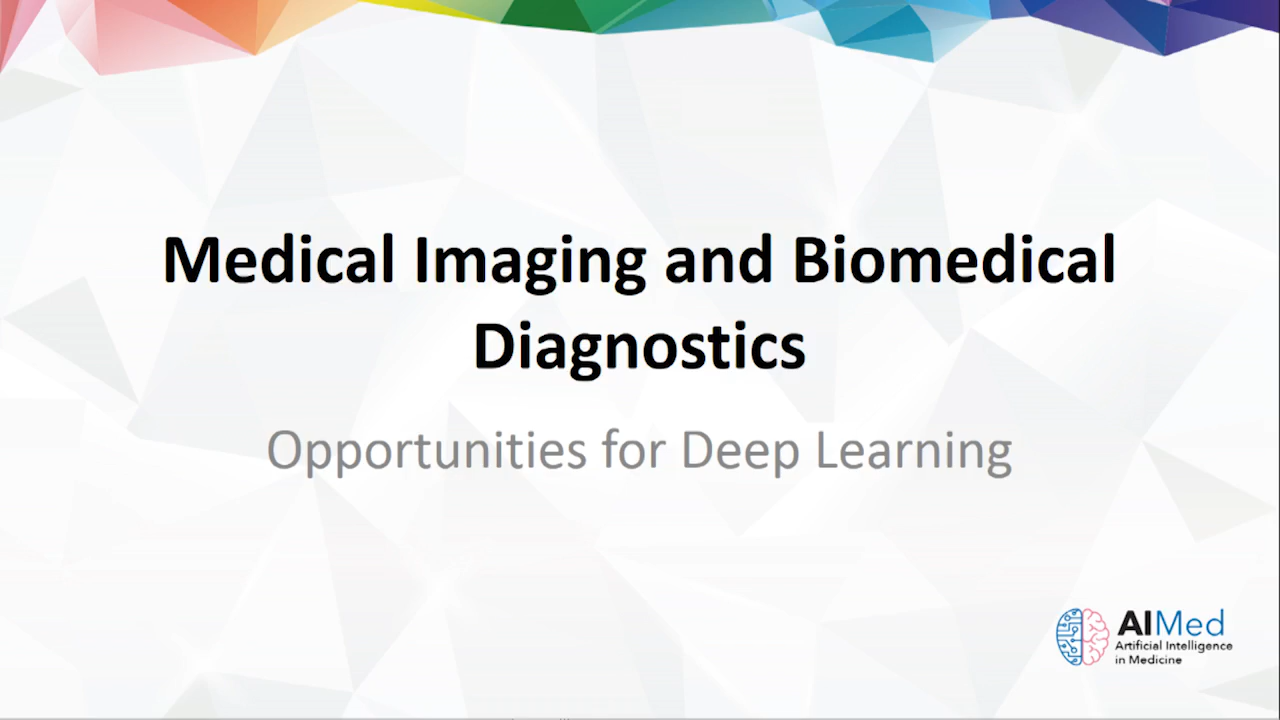 Medical Imaging and Biomedical
Diagnostics
Opportunities for Deep Learning
AIMed
Artificial Intelligence
in Medicine